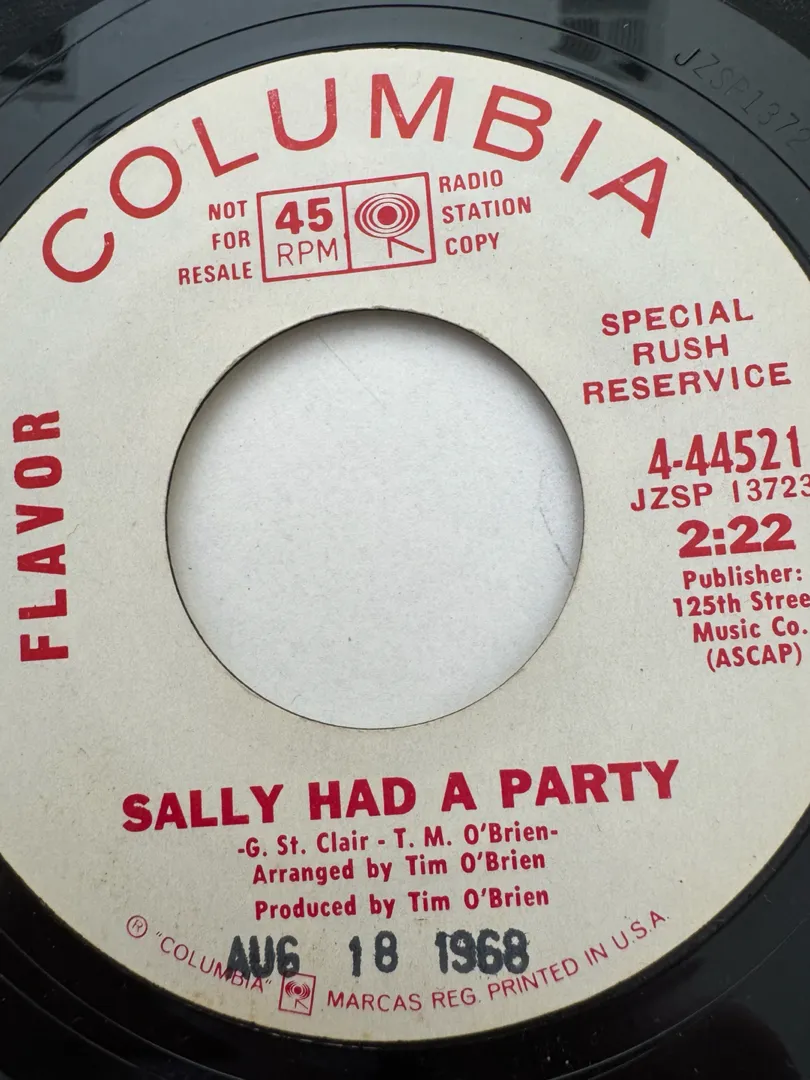 COLUMBIA
NOT
FOR
RESALE
45
RPM
RADIO
STATION
COPY
SPECIAL
RUSH
RESERVICE
FLAVOR
4-44521
JZSP 13723
2:22
Publisher:
125th Stree
Music Co.
(ASCAP)
SALLY HAD A PARTY
-G. St. Clair - T. M. O'Brien-
Arranged by Tim O'Brien
Produced by Tim O'Brien
AUG 18 1968
® "COLUMBIA" MARCAS REG. PRINTED IN U.S.A.
JZSP1372